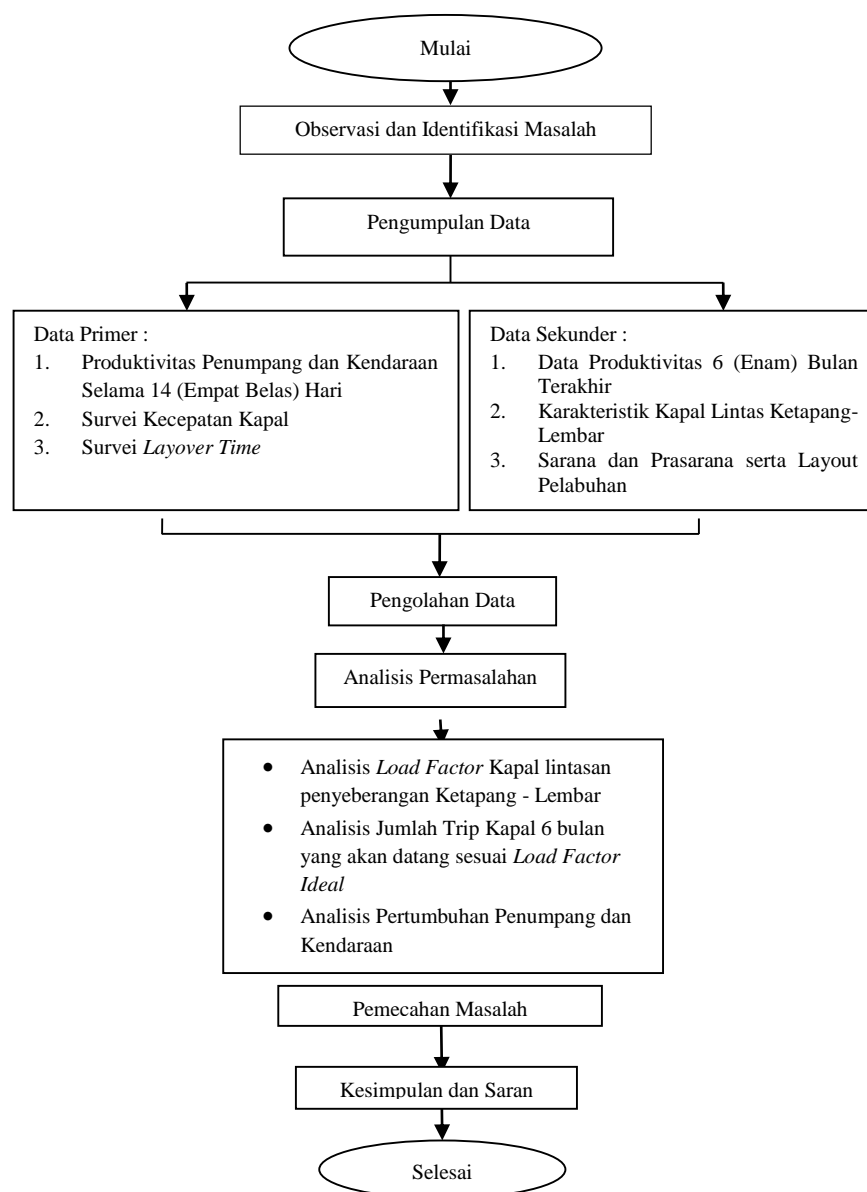 Mulai
Observasi dan Identifikasi Masalah
Pengumpulan Data
Data Primer :
1. Produktivitas Penumpang dan Kendaraan
Selama 14 (Empat Belas) Hari
2. Survei Kecepatan Kapal
3. Survei Layover Time
Data Sekunder :
1. Data Produktivitas 6 (Enam) Bulan
Terakhir
2. Karakteristik Kapal Lintas Ketapang-
Lembar
3. Sarana dan Prasarana serta Layout
Pelabuhan
Pengolahan Data
Analisis Permasalahan
● Analisis Load Factor Kapal lintasan
penyeberangan Ketapang - Lembar
● Analisis Jumlah Trip Kapal 6 bulan
yang akan datang sesuai Load Factor
Ideal
● Analisis Pertumbuhan Penumpang dan
Kendaraan
Pemecahan Masalah
Kesimpulan dan Saran
Selesai